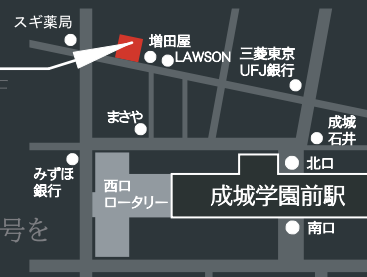 スギ薬局
増田屋
LAWSON
三菱東京
UFJ銀行
まさや
成城
石井
みずほ
銀行
西口
ロータリー
北口
成城学園前駅
南口
号を